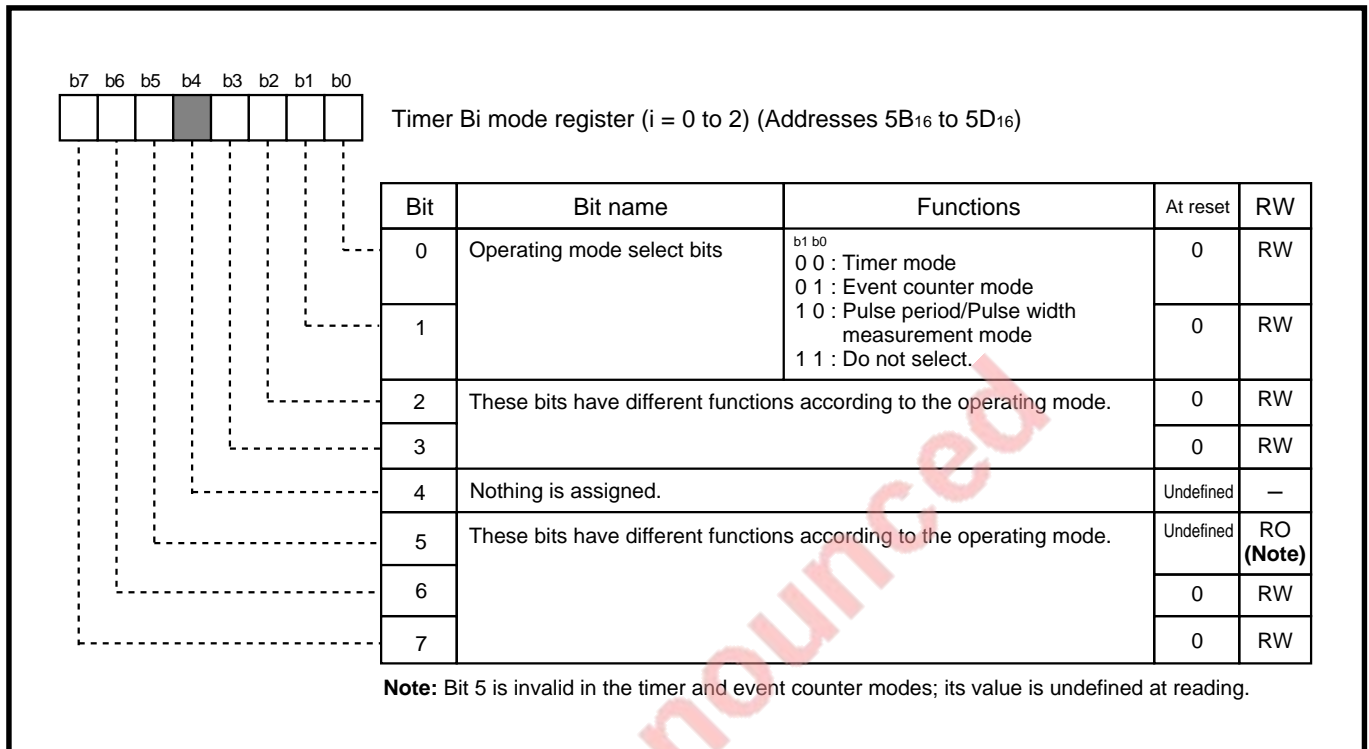 b7 b6 b5 b4 b3 b2 b1 b0
Timer Bi mode register (i = 0 to 2) (Addresses 5B16 to 5D16)
Bit Bit name Functions At reset RW
0 Operating mode select bits b1 b0 0 RW
0 0 : Timer mode
0 1 : Event counter mode
1 0 : Pulse period/Pulse width
measurement mode
1 1 : Do not select.
1 0 RW
2 These bits have different functions according to the operating mode. 0 RW
3 0 RW
4 Nothing is assigned. Undefined –
5 These bits have different functions according to the operating mode. Undefined RO
(Note)
6 0 RW
7 0 RW
Note: Bit 5 is invalid in the timer and event counter modes; its value is undefined at reading.
nounced